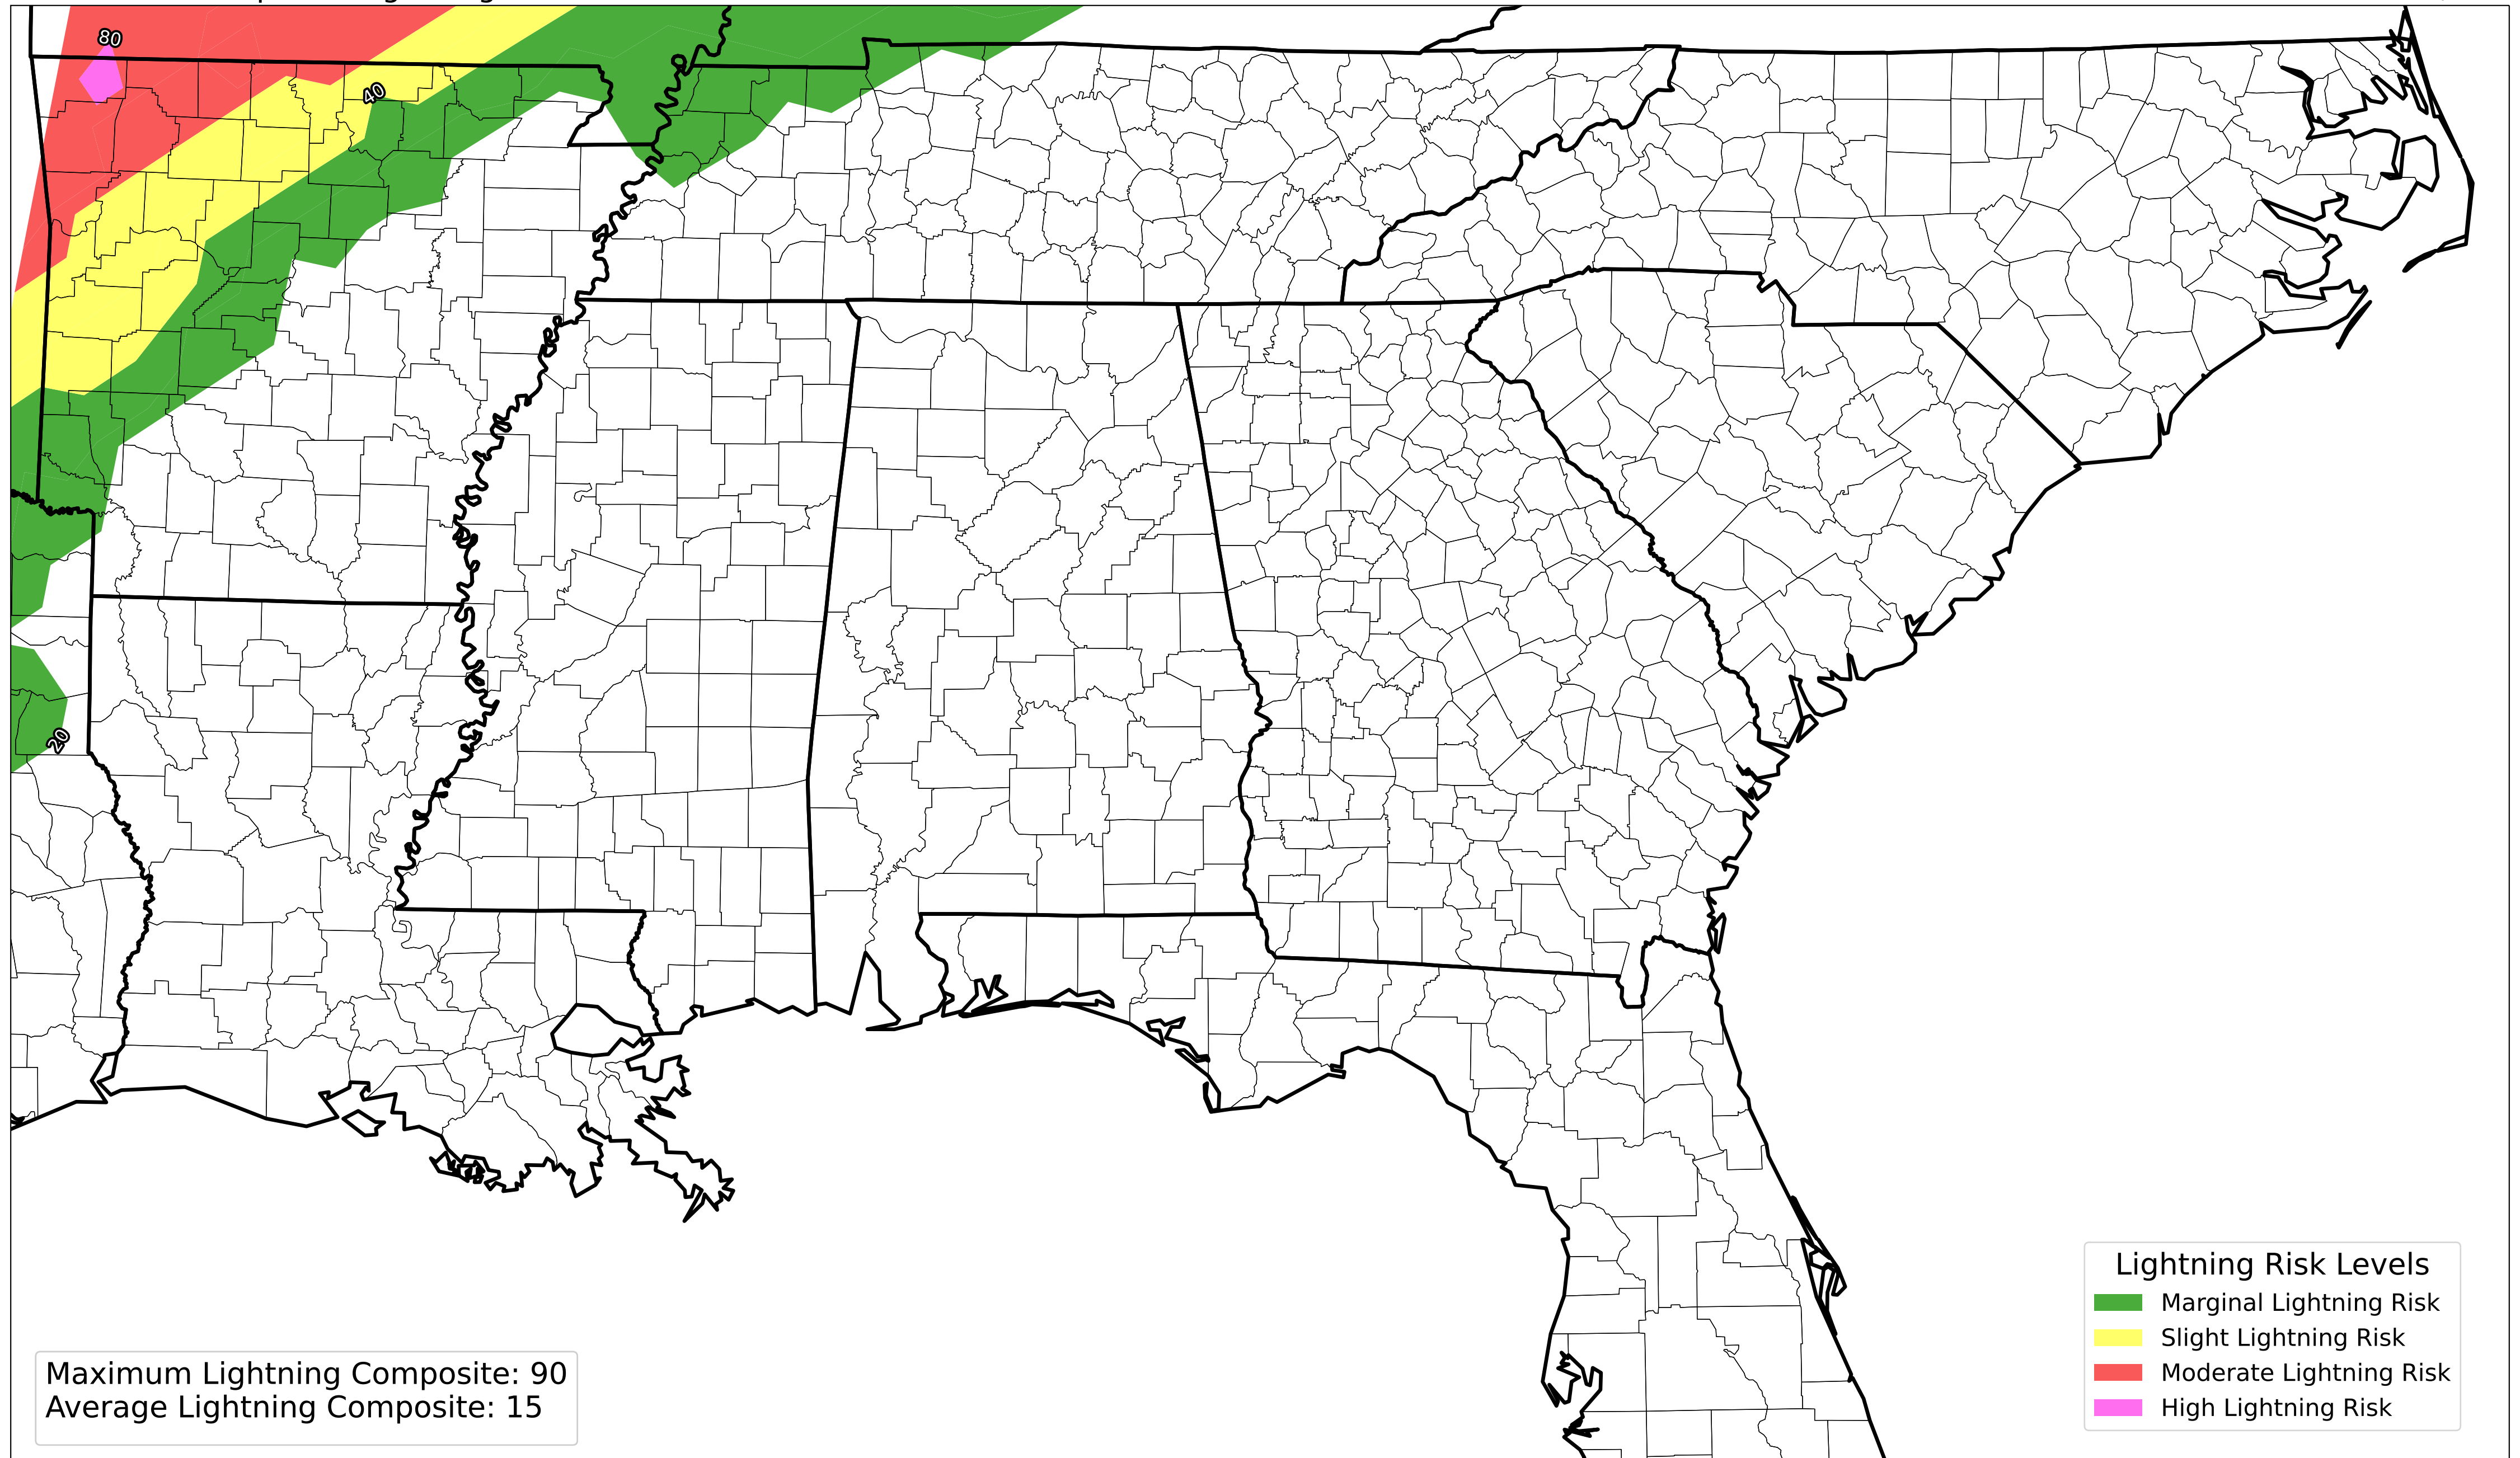 80
40
20
Lightning Risk Levels
Marginal Lightning Risk
Slight Lightning Risk
Moderate Lightning Risk
High Lightning Risk
Maximum Lightning Composite: 90
Average Lightning Composite: 15